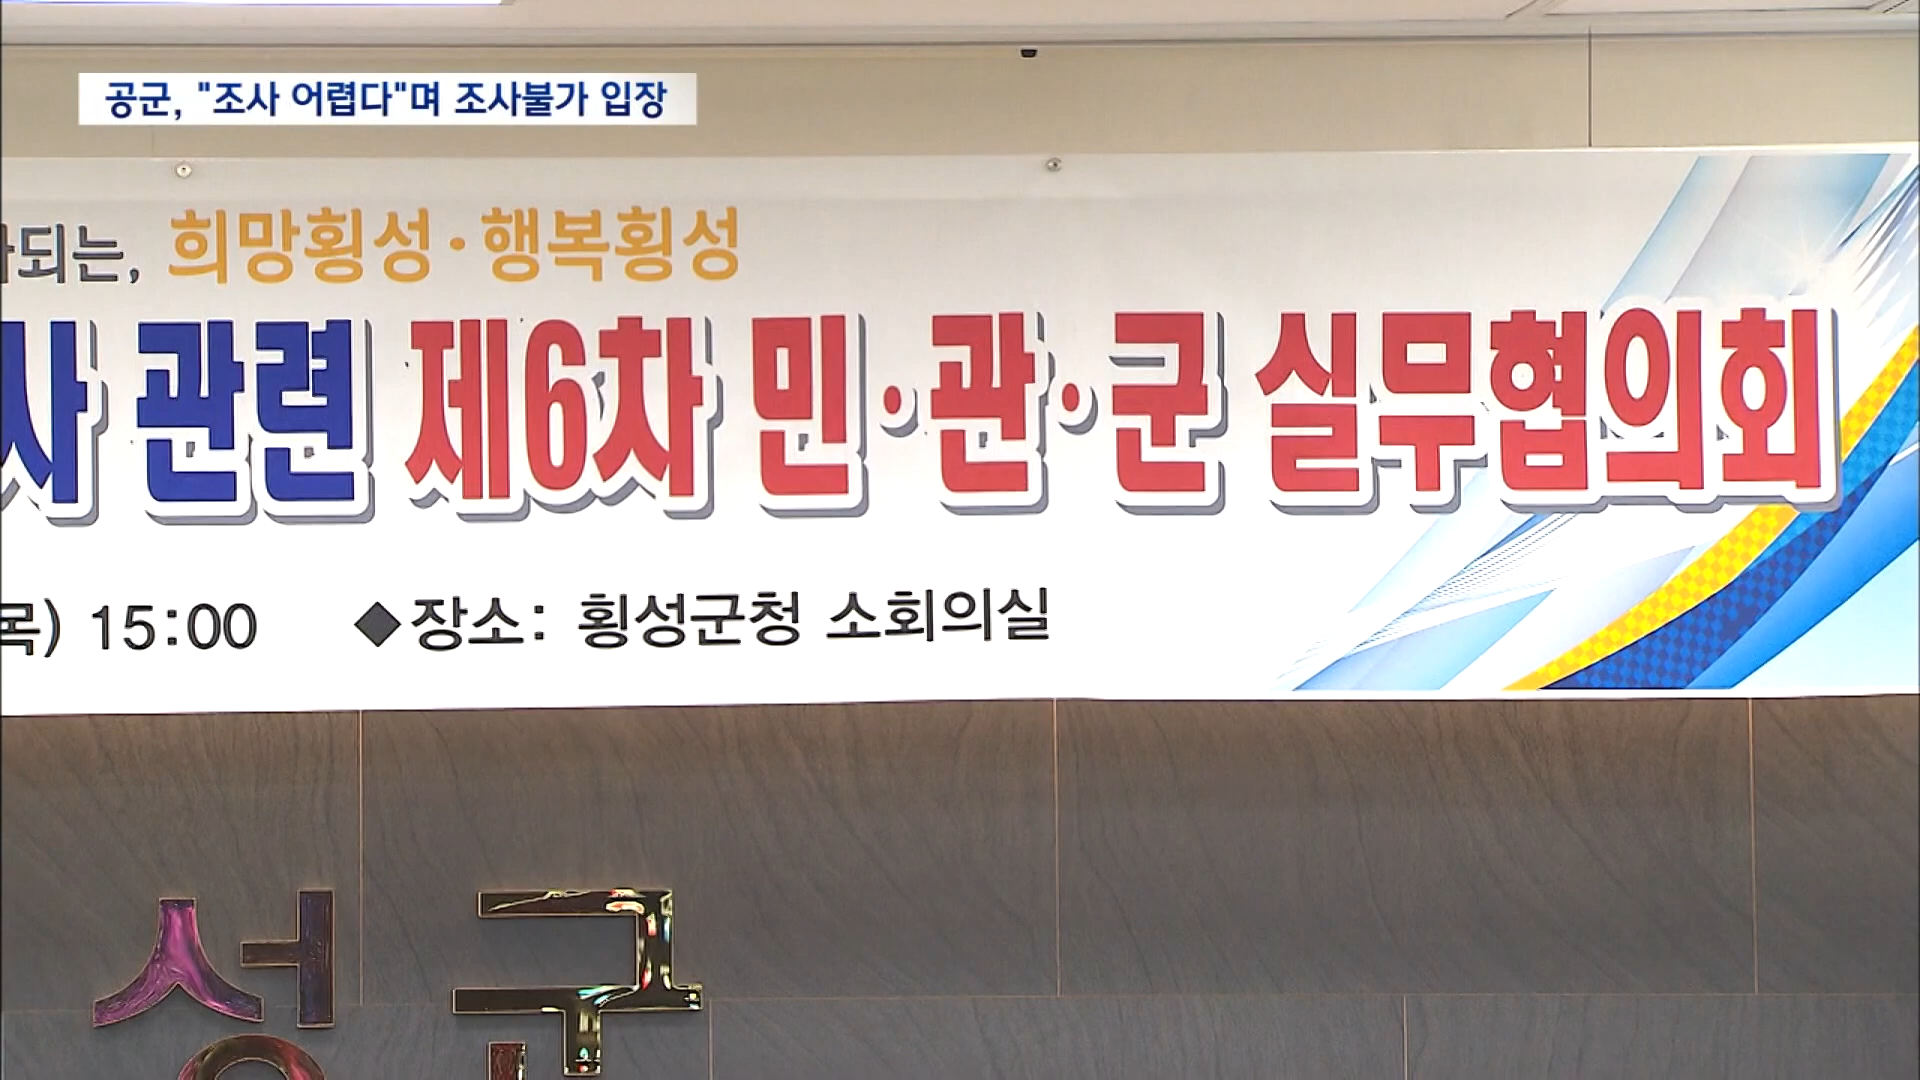 공군, "조사 어렵다"며 조사불가 입장
되는, 희망횡성·행복횡성
사 관련 제6차 민·관·군 실무협의회
목) 15:00 ◆장소: 횡성군청 소회의실
성군